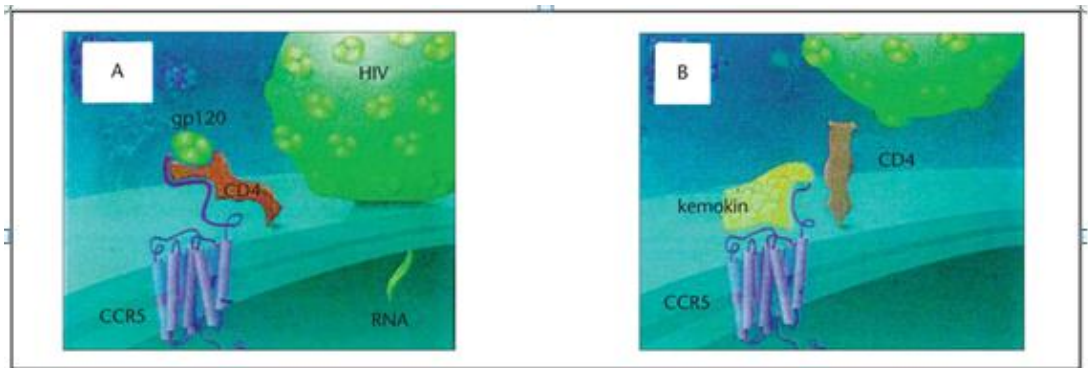 A
HIV
gp120
CD4
CCR5
RNA
B
CD4
kemokin
CCR5